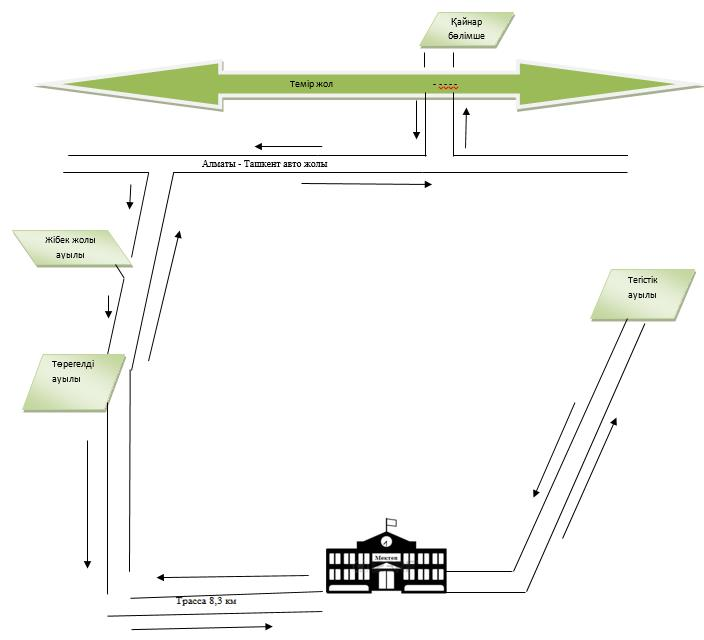 Қайнар
бөлімше
Темір жол
Алматы - Ташкент авто жолы
Жібек жолы
ауылы
Тегістік
ауылы
Төрегелді
ауылы
Мектеп
Трасса 8,3 км